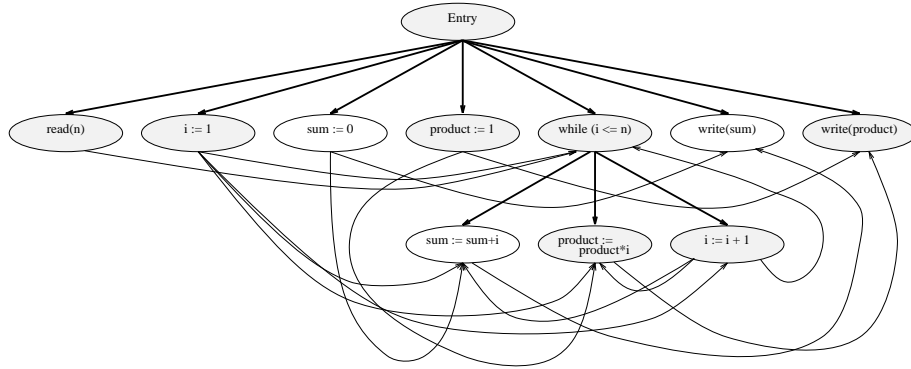 Entry
read(n)
i := 1
sum := 0
product := 1
while (i <= n)
write(sum)
write(product)
sum := sum+i
product :=
product*i
i := i + 1